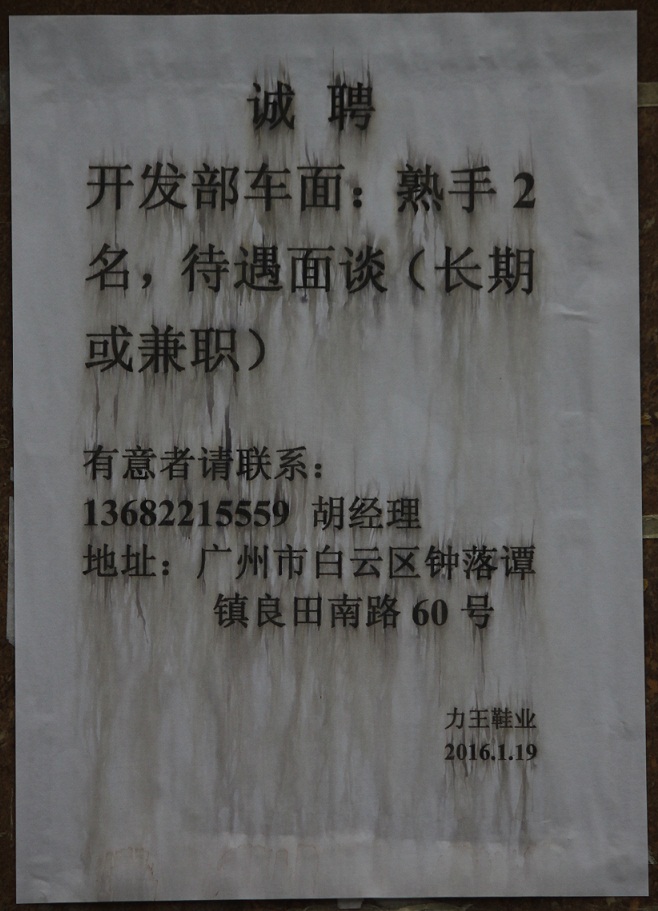 诚 聘
开发部车面：熟手 2
名，待遇面谈（长期
或兼职）
有意者请联系：
13682215559 胡经理
地址：广州市白云区钟落谭
镇良田南路 60 号
力王鞋业
2016.1.19